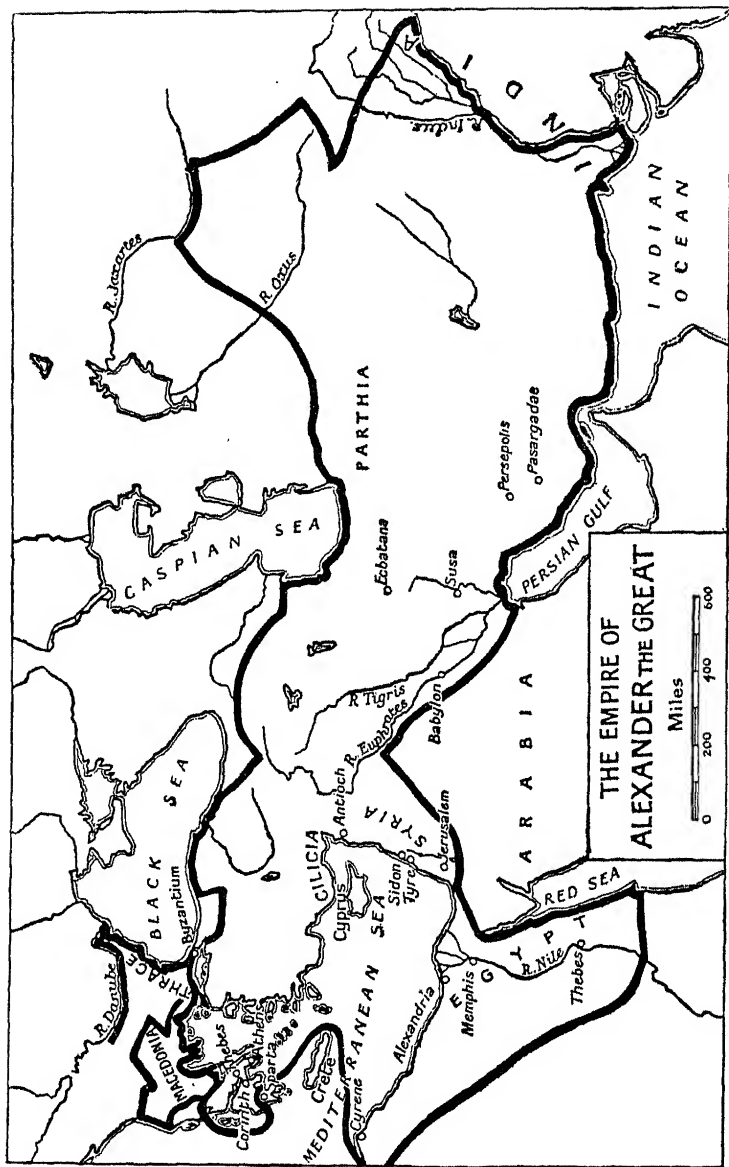 THE EMPIRE OF
ALEXANDER THE GREAT
Miles
0 200 400 600
R. Danube
THRACE
MACEDONIA
BLACK SEA
Byzantium
Thebes
Athens
Corinth
Sparta
Crete
MEDITERRANEAN SEA
Cyrene
CILICIA
Cyprus
Antioch
SYRIA
Sidon
Tyre
Jerusalem
Alexandria
Memphis
EGYPT
R. Nile
Thebes
RED SEA
ARABIA
R. Tigris
R. Euphrates
Babylon
CASPIAN SEA
Ecbatana
Susa
PARTHIA
Persepolis
Pasargadae
PERSIAN GULF
R. Jaxartes
R. Oxus
R. Indus
INDIA
INDIAN
OCEAN